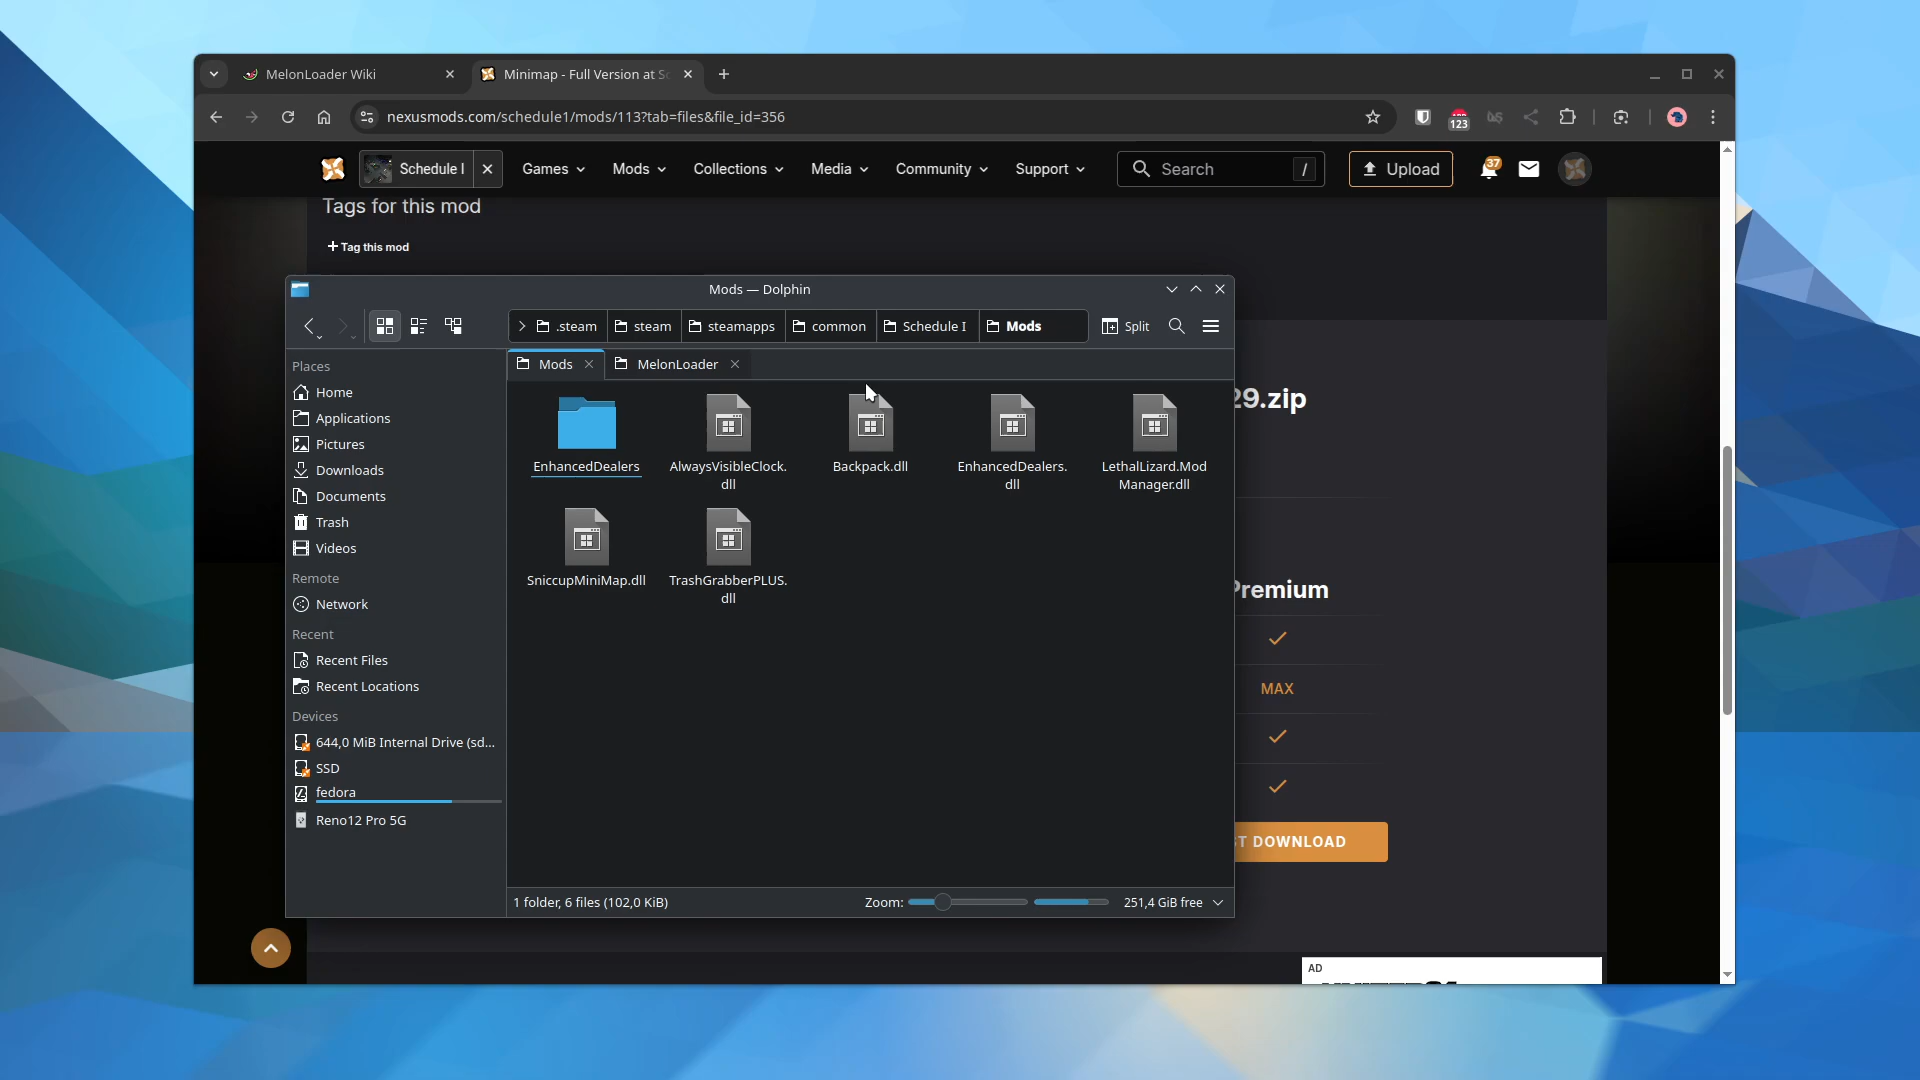 MelonLoader Wiki
Minimap - Full Version at Sc
nexusmods.com/schedule1/mods/113?tab=files&file_id=356
123
Schedule I
Games
Mods
Collections
Media
Community
Support
Search
/
Upload
37
Tags for this mod
Tag this mod
Mods — Dolphin
.steam
steam
steamapps
common
Schedule I
Mods
Split
Places
Home
Applications
Pictures
Downloads
Documents
Trash
Videos
Remote
Network
Recent
Recent Files
Recent Locations
Devices
644,0 MiB Internal Drive (sd...
SSD
fedora
Reno12 Pro 5G
Mods
MelonLoader
EnhancedDealers
AlwaysVisibleClock.
dll
Backpack.dll
EnhancedDealers.
dll
LethalLizard.Mod
Manager.dll
SniccupMiniMap.dll
TrashGrabberPLUS.
dll
1 folder, 6 files (102,0 KiB)
Zoom:
251,4 GiB free
29.zip
Premium
MAX
ST DOWNLOAD
AD